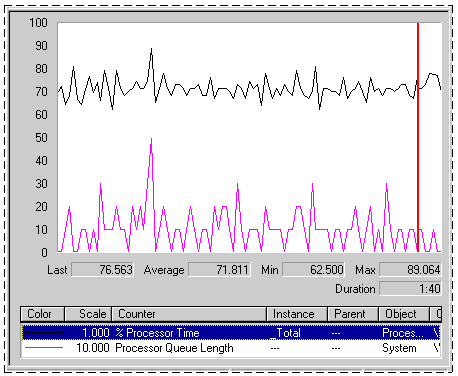 100
90
80
70
60
50
40
30
20
10
0
Last 76.563 Average 71.811 Min 62.500 Max 89.064
Duration 1:40
Color Scale Counter Instance Parent Object
1.000 % Processor Time _Total --- Proces...
10.000 Processor Queue Length --- --- System